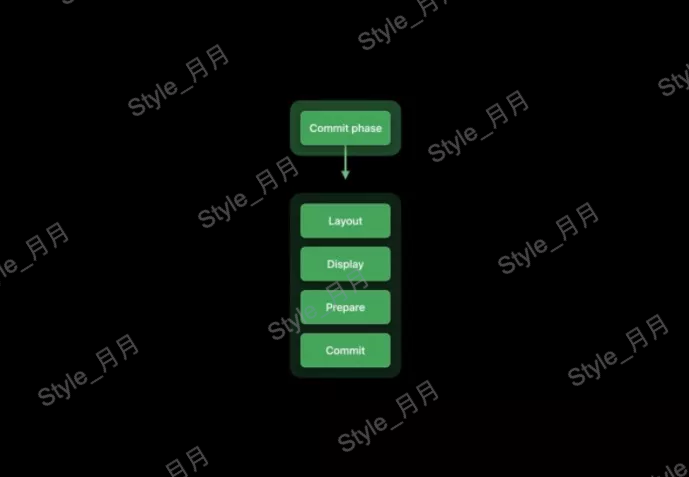 Style_月月
Style_月月
Style_月月
Commit phase
Style_月月
Style_月月
Layout
Style_月月
Style_月月
Display
Prepare
Style_月月
Commit
Style_月月
Style_月月
Style_月月
月月
Style_